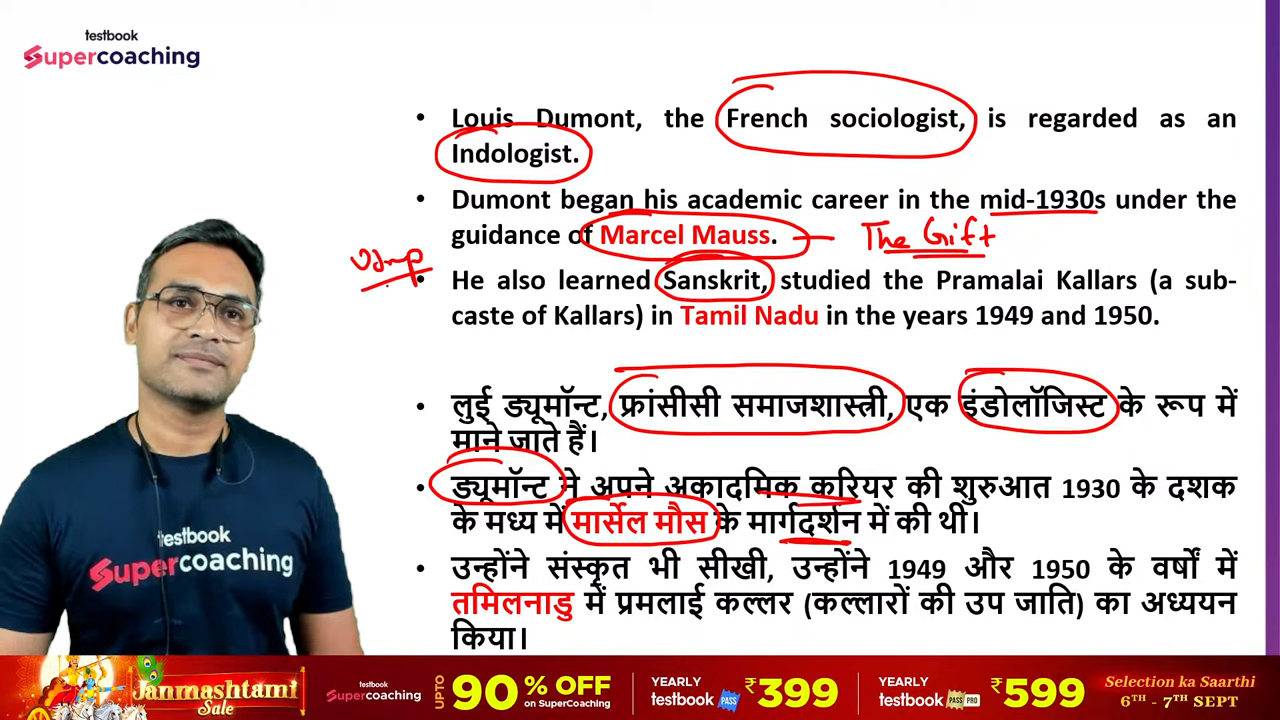 testbook
Supercoaching
• Louis Dumont, the French sociologist, is regarded as an
Indologist.
• Dumont began his academic career in the mid-1930s under the
guidance of Marcel Mauss. — The Gift
• He also learned Sanskrit, studied the Pramalai Kallars (a sub-
caste of Kallars) in Tamil Nadu in the years 1949 and 1950.
• लुई ड्यूमॉन्ट, फ्रांसीसी समाजशास्त्री, एक इंडोलॉजिस्ट के रूप में
माने जाते हैं।
• ड्यूमॉन्ट ने अपने अकादमिक करियर की शुरुआत 1930 के दशक
के मध्य में मार्सेल मौस के मार्गदर्शन में की थी।
• उन्होंने संस्कृत भी सीखी, उन्होंने 1949 और 1950 के वर्षों में
तमिलनाडु में प्रमलाई कल्लर (कल्लारों की उप जाति) का अध्ययन
किया।
testbook
Supercoaching
Janmashtami
Sale
testbook
Supercoaching
UPTO 90% OFF
on SuperCoaching
YEARLY
testbook PASS ₹399
YEARLY
testbook PASS PRO ₹599
Selection ka Saarthi
6TH - 7TH SEPT